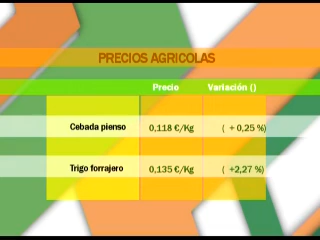 PRECIOS AGRICOLAS
Precio Variación ()
Cebada pienso 0,118 €/Kg ( + 0,25 %)
Trigo forrajero 0,135 €/Kg ( +2,27 %)